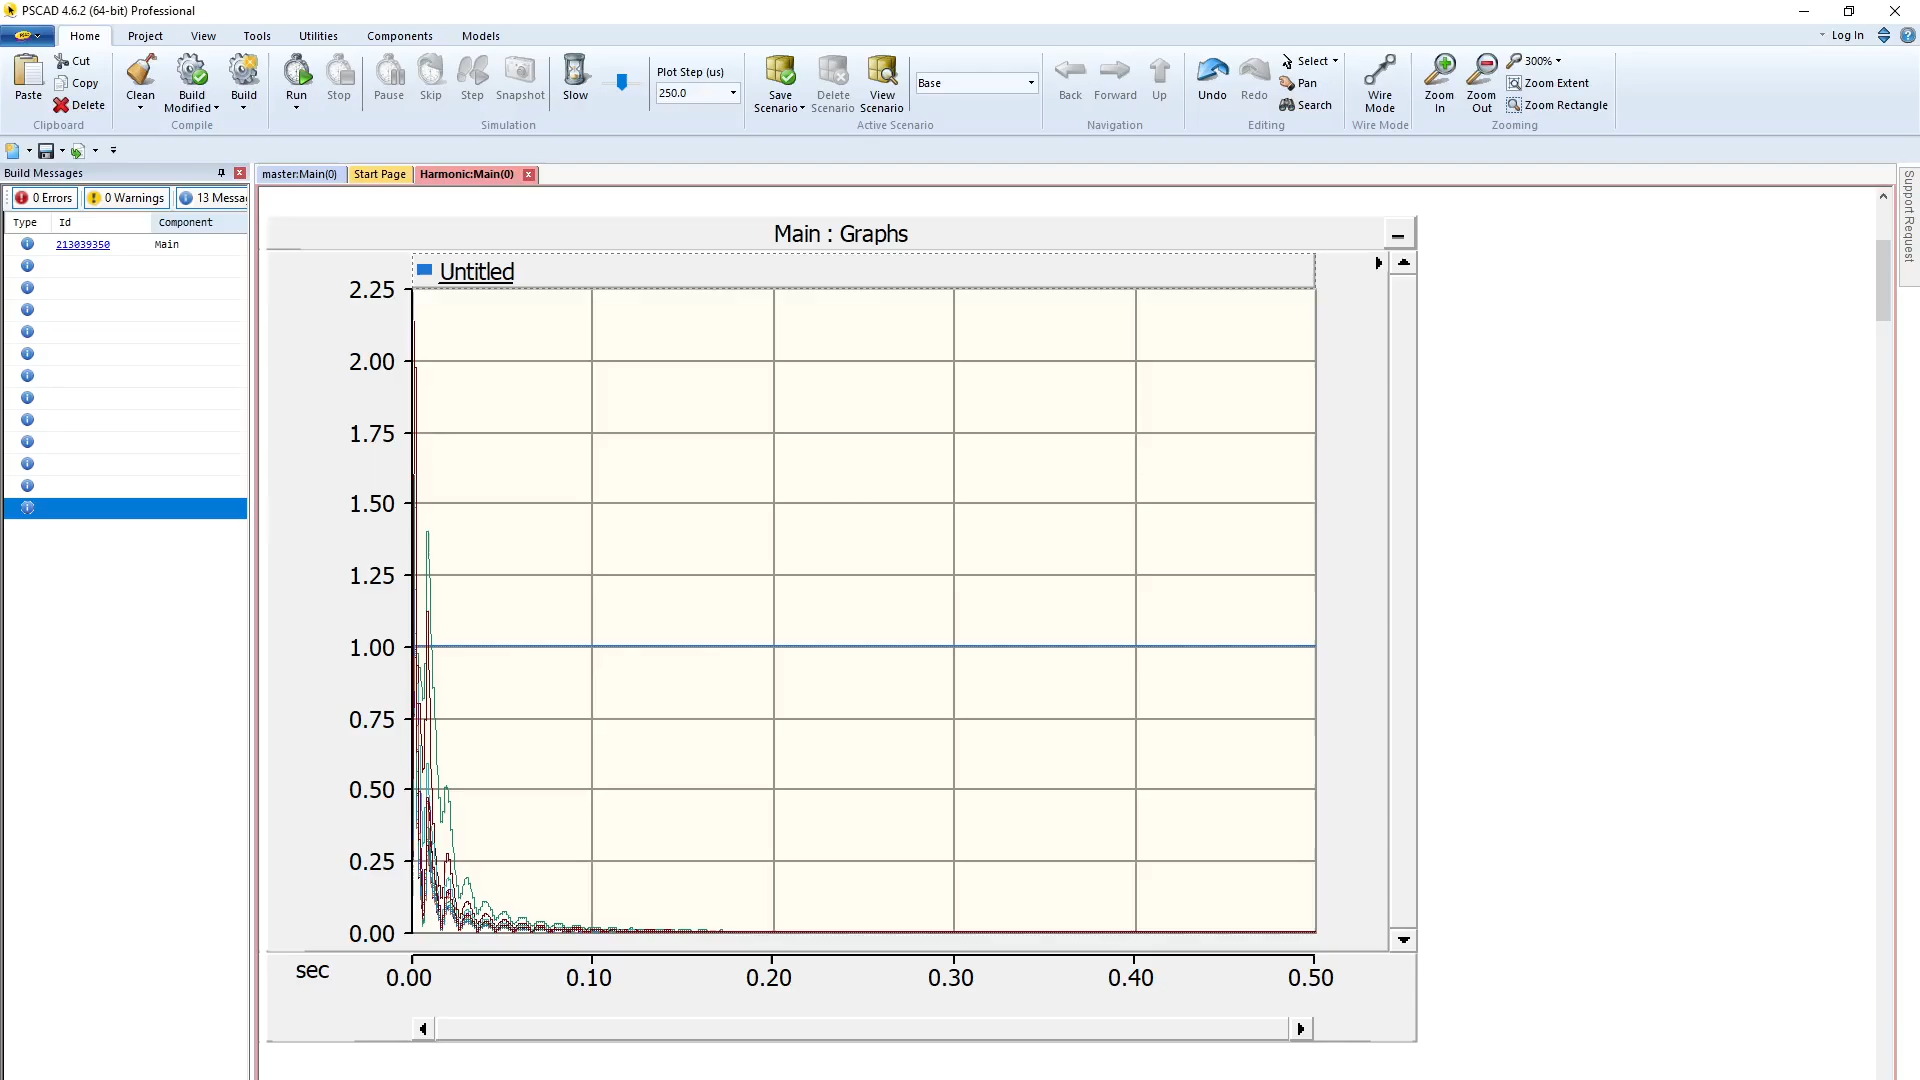 PSCAD 4.6.2 (64-bit) Professional
Home Project View Tools Utilities Components Models Log In
Paste Cut Copy Delete Clipboard
Clean Build Modified Build Compile
Run Stop Pause Skip Step Snapshot Slow Simulation
Plot Step (us)
250.0
Save Scenario Delete Scenario View Scenario Base Active Scenario
Back Forward Up Navigation
Undo Redo Select Pan Search Editing
Wire Mode Wire Mode
Zoom In Zoom Out 300% Zoom Extent Zoom Rectangle Zooming
Build Messages
master:Main(0) Start Page Harmonic:Main(0)
0 Errors 0 Warnings 13 Messa
Type Id Component
213039350 Main
Support Request
Main : Graphs
Untitled
2.25
2.00
1.75
1.50
1.25
1.00
0.75
0.50
0.25
0.00
sec 0.00 0.10 0.20 0.30 0.40 0.50